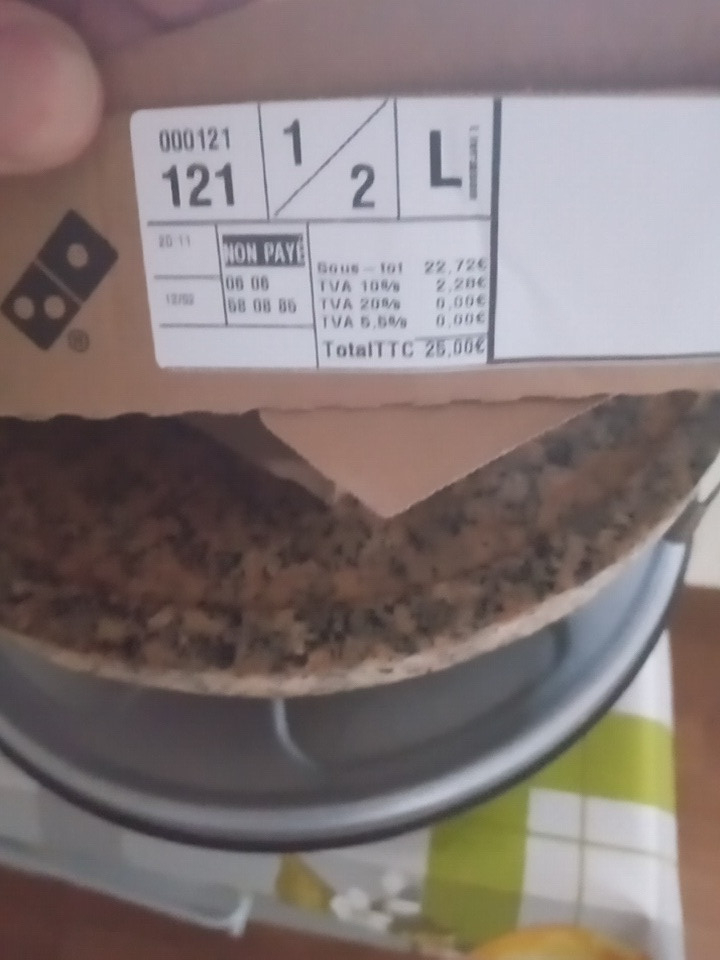 000121
121
1/2
L
20:11
12/02
NON PAYÉ
06 06
68 08 86
Sous-tot 22,72€
TVA 10% 2,28€
TVA 20% 0,00€
TVA 5,5% 0,00€
TotalTTC 25,00€
®